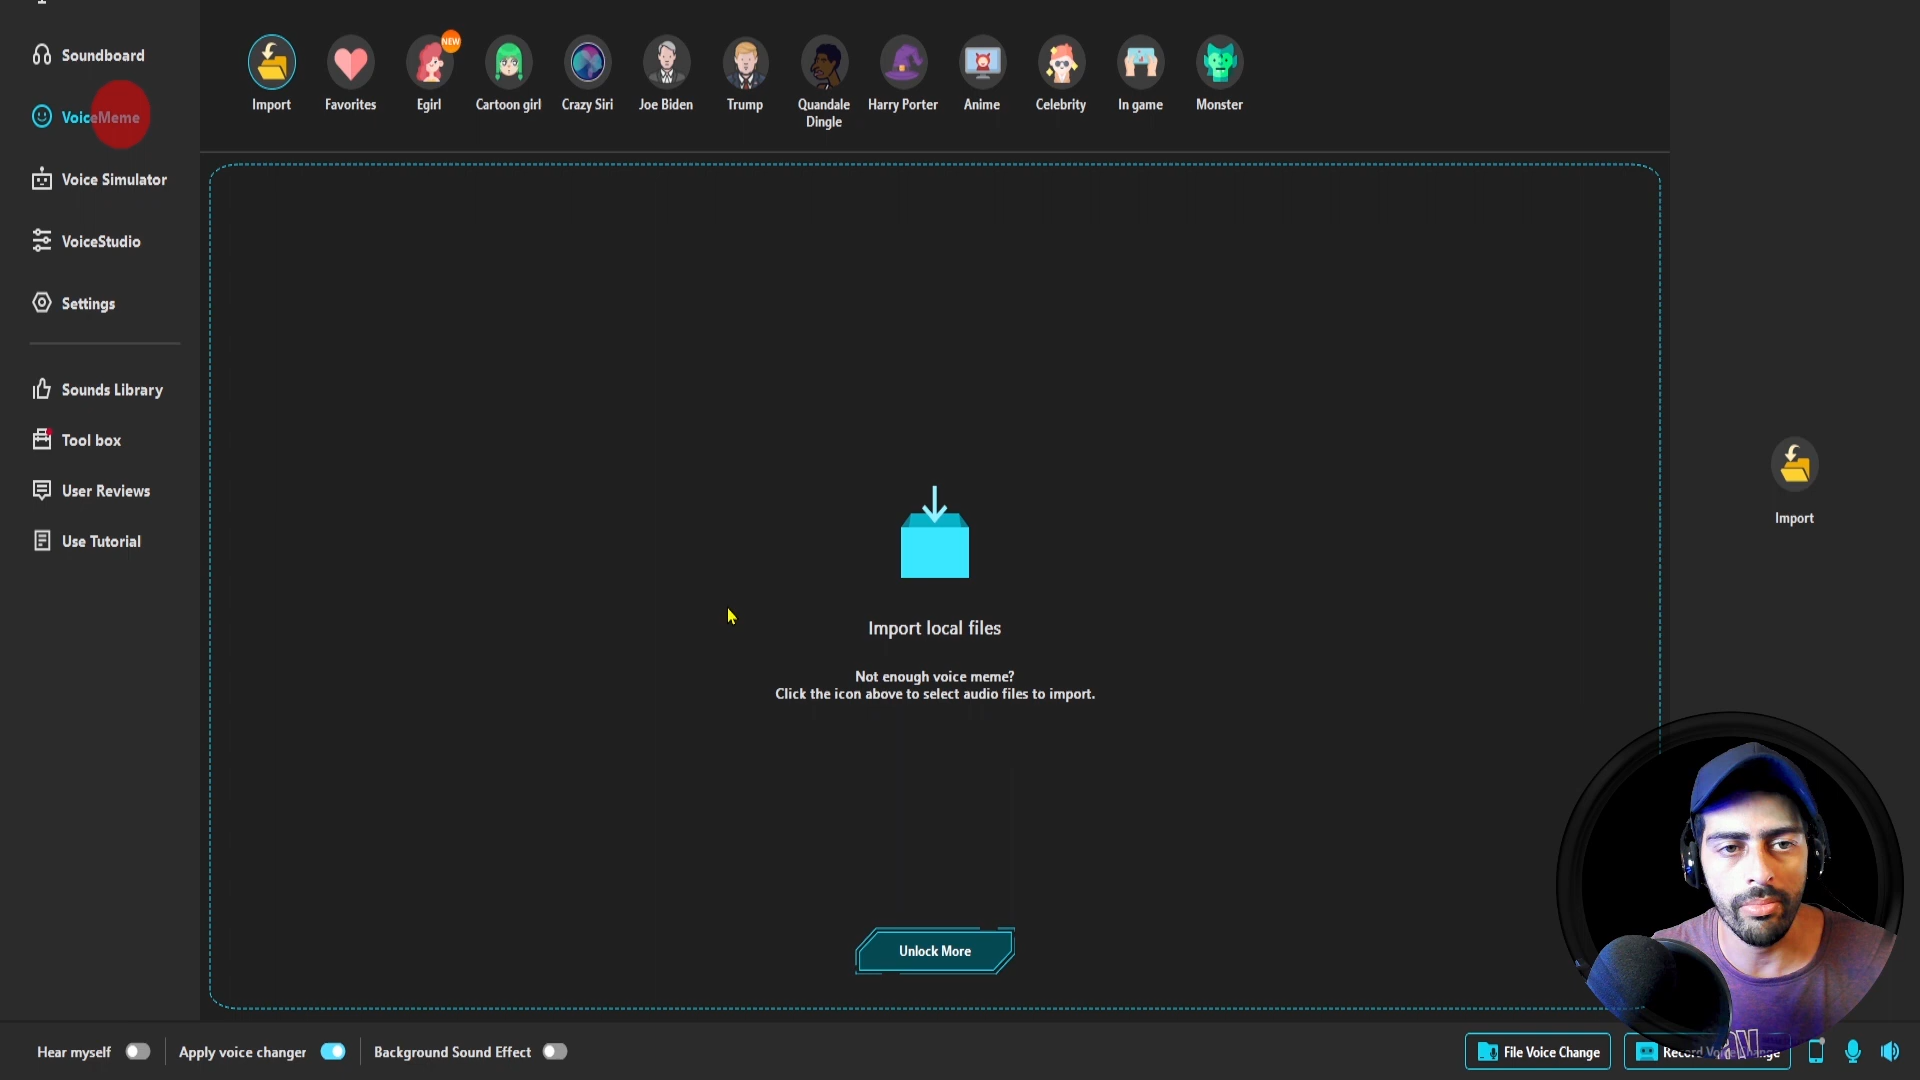 Soundboard
VoiceMeme
Voice Simulator
VoiceStudio
Settings
Sounds Library
Tool box
User Reviews
Use Tutorial
NEW
Import
Favorites
Egirl
Cartoon girl
Crazy Siri
Joe Biden
Trump
Quandale
Dingle
Harry Porter
Anime
Celebrity
In game
Monster
Import local files
Not enough voice meme?
Click the icon above to select audio files to import.
Unlock More
Import
Hear myself
Apply voice changer
Background Sound Effect
File Voice Change
Record Voice Change